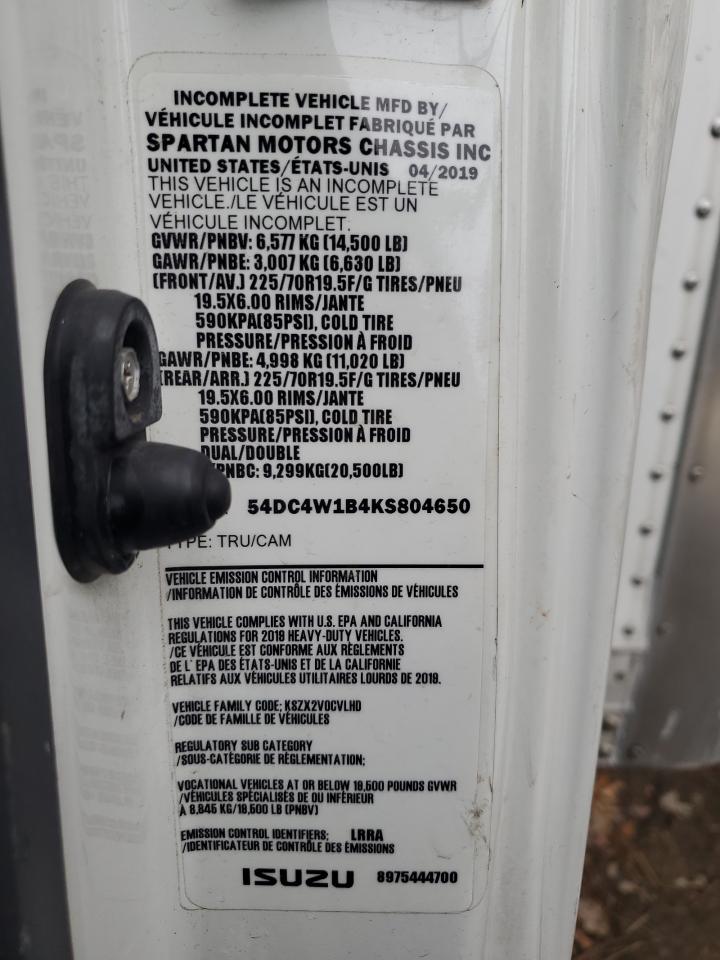 INCOMPLETE VEHICLE MFD BY/
VÉHICULE INCOMPLET FABRIQUÉ PAR
SPARTAN MOTORS CHASSIS INC
UNITED STATES/ÉTATS-UNIS 04/2019
THIS VEHICLE IS AN INCOMPLETE
VEHICLE./LE VÉHICULE EST UN
VÉHICULE INCOMPLET.
GVWR/PNBV: 6,577 KG (14,500 LB)
GAWR/PNBE: 3,007 KG (6,630 LB)
(FRONT/AV.) 225/70R19.5F/G TIRES/PNEU
19.5X6.00 RIMS/JANTE
590KPA(85PSI), COLD TIRE
PRESSURE/PRESSION À FROID
GAWR/PNBE: 4,998 KG (11,020 LB)
(REAR/ARR.) 225/70R19.5F/G TIRES/PNEU
19.5X6.00 RIMS/JANTE
590KPA(85PSI), COLD TIRE
PRESSURE/PRESSION À FROID
DUAL/DOUBLE
/PNBC: 9,299KG(20,500LB)
54DC4W1B4KS804650
TYPE: TRU/CAM
VEHICLE EMISSION CONTROL INFORMATION
/INFORMATION DE CONTRÔLE DES ÉMISSIONS DE VÉHICULES
THIS VEHICLE COMPLIES WITH U.S. EPA AND CALIFORNIA
REGULATIONS FOR 2019 HEAVY-DUTY VEHICLES.
/CE VÉHICULE EST CONFORME AUX RÈGLEMENTS
DE L' EPA DES ÉTATS-UNIS ET DE LA CALIFORNIE
RELATIFS AUX VÉHICULES UTILITAIRES LOURDS DE 2019.
VEHICLE FAMILY CODE: KSZX2VOCVLHD
/CODE DE FAMILLE DE VÉHICULES
REGULATORY SUB CATEGORY
/SOUS-CATÉGORIE DE RÉGLEMENTATION:
VOCATIONAL VEHICLES AT OR BELOW 19,500 POUNDS GVWR
/VÉHICULES SPÉCIALISÉS DE OU INFÉRIEUR
À 8,845 KG/19,500 LB (PNBV)
EMISSION CONTROL IDENTIFIERS: LRRA
/IDENTIFICATEUR DE CONTRÔLE DES ÉMISSIONS
ISUZU 8975444700